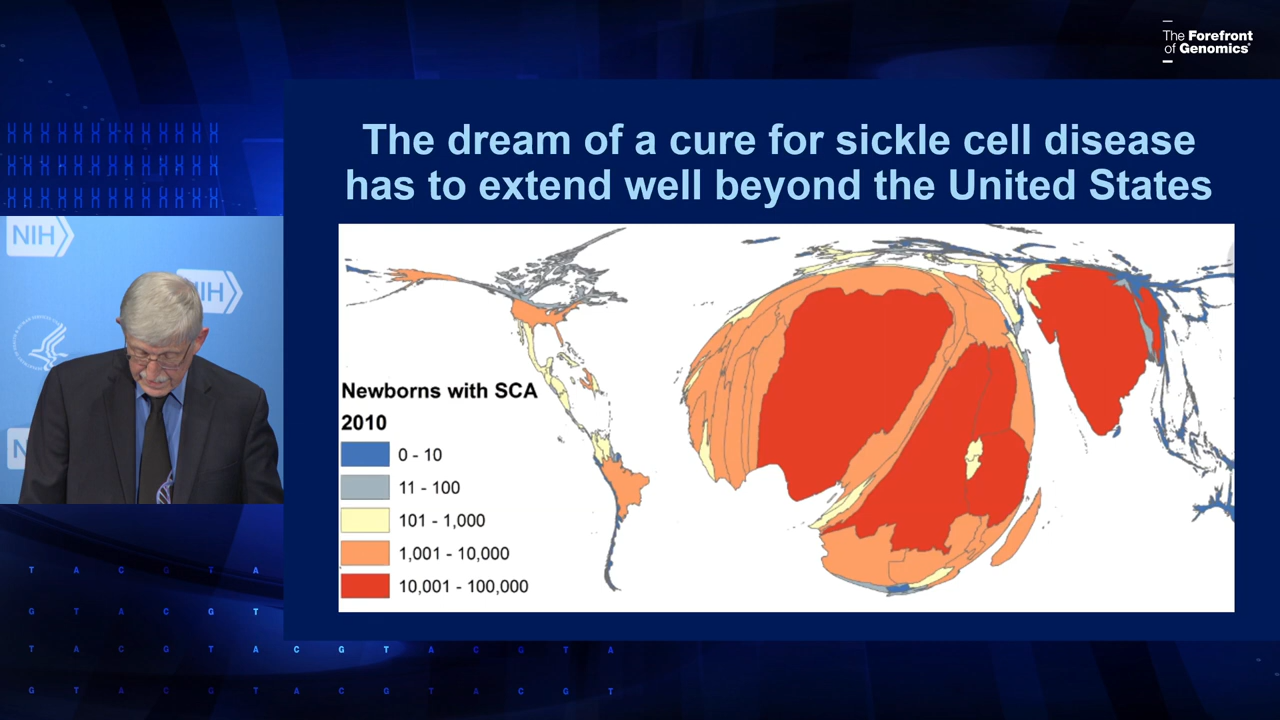 The Forefront
of Genomics®
The dream of a cure for sickle cell disease
has to extend well beyond the United States
NIH
NIH
N
Newborns with SCA
2010
0 - 10
11 - 100
101 - 1,000
1,001 - 10,000
10,001 - 100,000
T A C G T A
G T A C G T
T A C G T A C G T A C G T A
G T A C G T A C G T A C G T